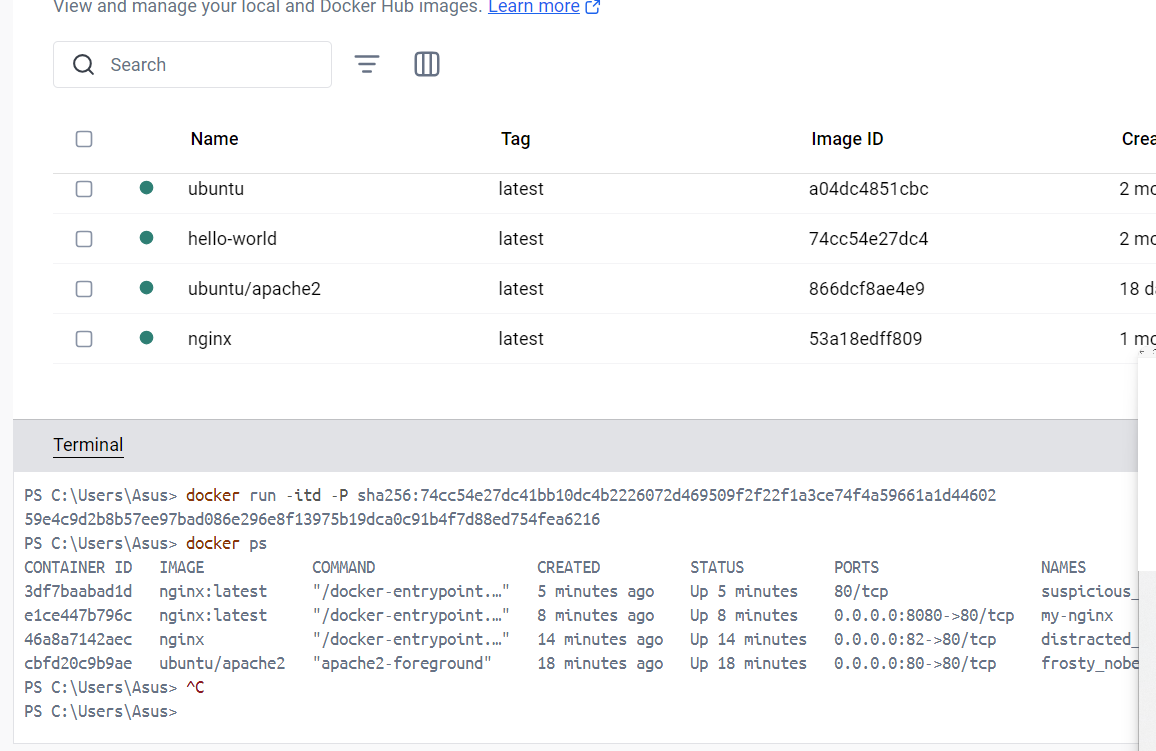 View and manage your local and Docker Hub images. Learn more
Search
Name Tag Image ID Crea
ubuntu latest a04dc4851cbc 2 mo
hello-world latest 74cc54e27dc4 2 mo
ubuntu/apache2 latest 866dcf8ae4e9 18 d
nginx latest 53a18edff809 1 mo
Terminal
PS C:\Users\Asus> docker run -itd -P sha256:74cc54e27dc41bb10dc4b2226072d469509f2f22f1a3ce74f4a59661a1d44602
59e4c9d2b8b57ee97bad086e296e8f13975b19dca0c91b4f7d88ed754fea6216
PS C:\Users\Asus> docker ps
CONTAINER ID IMAGE COMMAND CREATED STATUS PORTS NAMES
3df7baabad1d nginx:latest "/docker-entrypoint.…" 5 minutes ago Up 5 minutes 80/tcp suspicious_
e1ce447b796c nginx:latest "/docker-entrypoint.…" 8 minutes ago Up 8 minutes 0.0.0.0:8080->80/tcp my-nginx
46a8a7142aec nginx "/docker-entrypoint.…" 14 minutes ago Up 14 minutes 0.0.0.0:82->80/tcp distracted_
cbfd20c9b9ae ubuntu/apache2 "apache2-foreground" 18 minutes ago Up 18 minutes 0.0.0.0:80->80/tcp frosty_nobe
PS C:\Users\Asus> ^C
PS C:\Users\Asus>